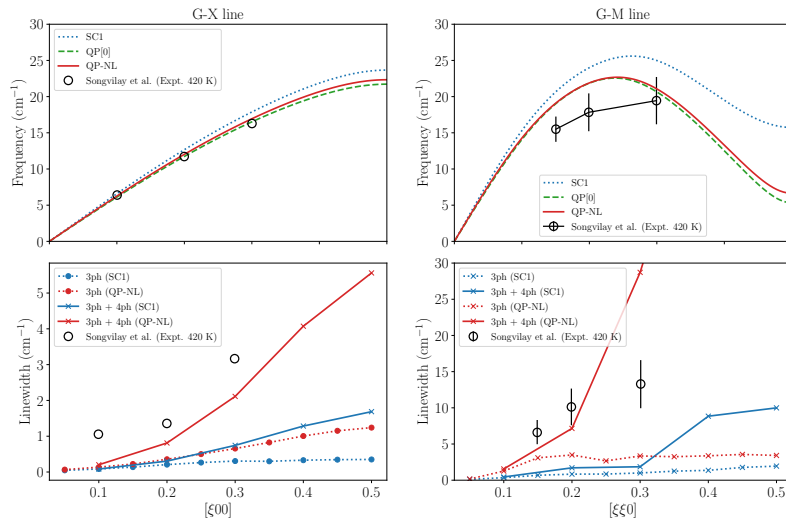 G-X line
30
25
20
15
10
5
0
Frequency (cm⁻¹)
SC1
QP[0]
QP-NL
Songvilay et al. (Expt. 420 K)
G-M line
30
25
20
15
10
5
0
Frequency (cm⁻¹)
SC1
QP[0]
QP-NL
Songvilay et al. (Expt. 420 K)
5
4
3
2
1
0
Linewidth (cm⁻¹)
3ph (SC1)
3ph (QP-NL)
3ph + 4ph (SC1)
3ph + 4ph (QP-NL)
Songvilay et al. (Expt. 420 K)
0.1 0.2 0.3 0.4 0.5
[ξ00]
30
25
20
15
10
5
0
Linewidth (cm⁻¹)
3ph (SC1)
3ph + 4ph (SC1)
3ph (QP-NL)
3ph + 4ph (QP-NL)
Songvilay et al. (Expt. 420 K)
0.1 0.2 0.3 0.4 0.5
[ξξ0]